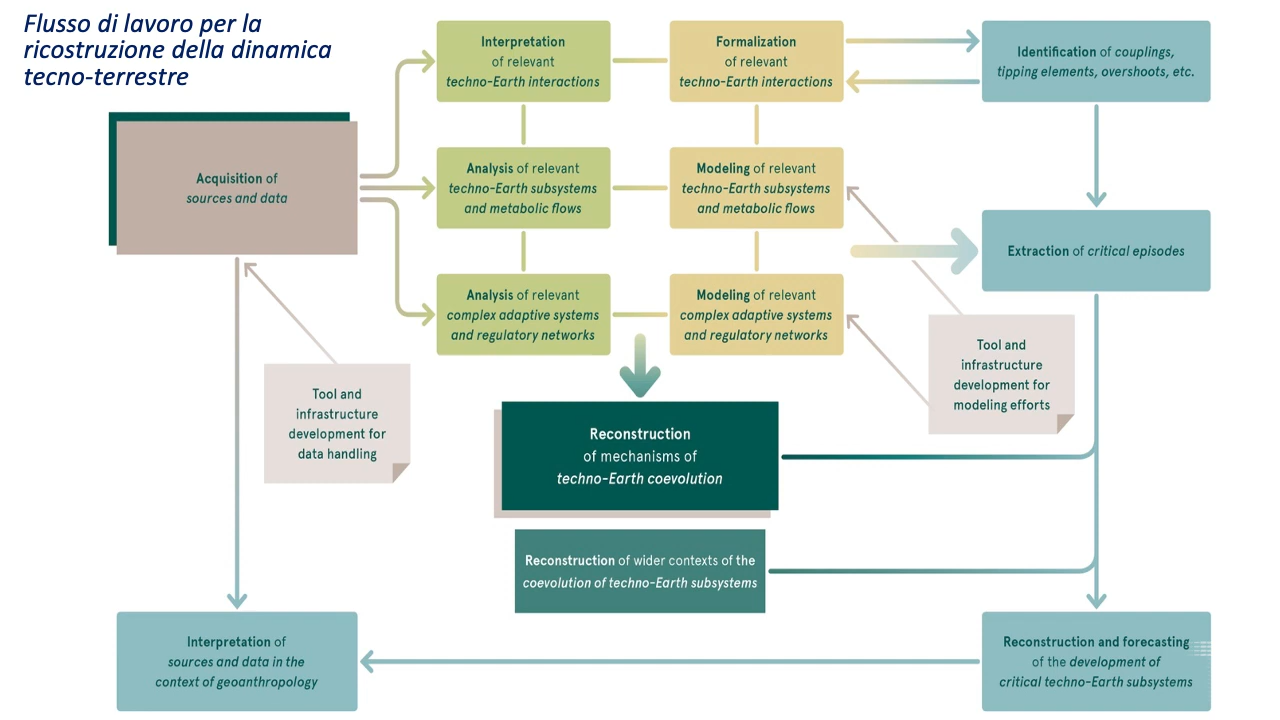 Flusso di lavoro per la
ricostruzione della dinamica
tecno-terrestre
Interpretation
of relevant
techno-Earth interactions
Formalization
of relevant
techno-Earth interactions
Identification of couplings,
tipping elements, overshoots, etc.
Acquisition of
sources and data
Analysis of relevant
techno-Earth subsystems
and metabolic flows
Modeling of relevant
techno-Earth subsystems
and metabolic flows
Extraction of critical episodes
Analysis of relevant
complex adaptive systems
and regulatory networks
Modeling of relevant
complex adaptive systems
and regulatory networks
Tool and
infrastructure
development for
data handling
Tool and
infrastructure
development for
modeling efforts
Reconstruction
of mechanisms of
techno-Earth coevolution
Reconstruction of wider contexts of the
coevolution of techno-Earth subsystems
Interpretation of
sources and data in the
context of geoanthropology
Reconstruction and forecasting
of the development of
critical techno-Earth subsystems